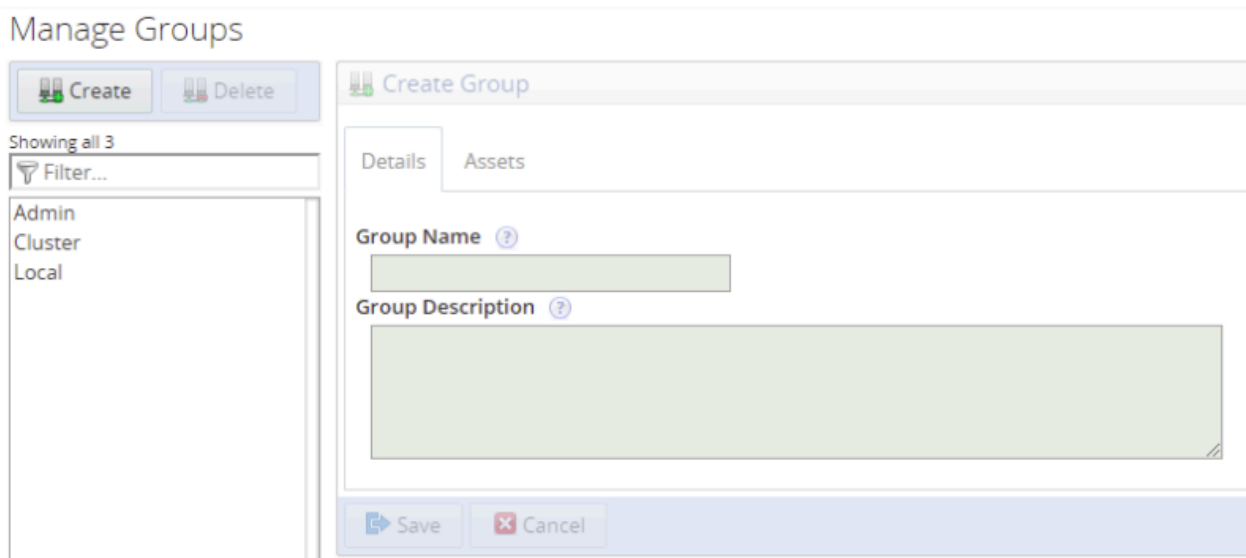 Manage Groups
Create
Delete
Showing all 3
Filter...
Admin
Cluster
Local
Create Group
Details
Assets
Group Name ?
Group Description ?
Save
Cancel